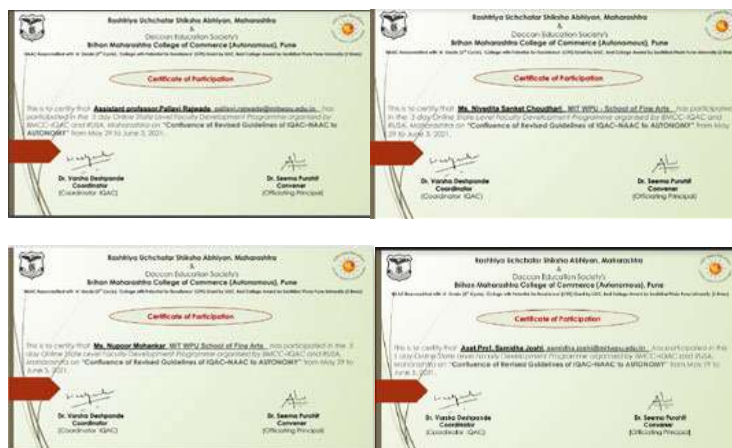 Rashtriya Uchchatar Shiksha Abhiyan, Maharashtra
&
Deccan Education Society's
Brihan Maharashtra College of Commerce (Autonomous), Pune
Certificate of Participation
This is to certify that Assistant professor.Pallavi Rajwade, pallavi.rajwade@mitwpu.edu.in has
participated in the 5 day Online State Level Faculty Development Programme organised by
BMCC-IQAC and RUSA, Maharashtra on "Confluence of Revised Guidelines of IQAC-NAAC to
AUTONOMY" from May 29 to June 3, 2021.
Dr. Varsha Deshpande
Coordinator
(Coordinator IQAC)
Dr. Seema Purohit
Convener
(Officiating Principal)
Rashtriya Uchchatar Shiksha Abhiyan, Maharashtra
&
Deccan Education Society's
Brihan Maharashtra College of Commerce (Autonomous), Pune
Certificate of Participation
This is to certify that Ms. Nivedita Sanket Choudhari, MIT WPU - School of Fine Arts has participated
in the 5 day Online State Level Faculty Development Programme organised by BMCC-IQAC and
RUSA, Maharashtra on "Confluence of Revised Guidelines of IQAC-NAAC to AUTONOMY" from May
29 to June 3, 2021.
Dr. Varsha Deshpande
Coordinator
(Coordinator IQAC)
Dr. Seema Purohit
Convener
(Officiating Principal)
Rashtriya Uchchatar Shiksha Abhiyan, Maharashtra
&
Deccan Education Society's
Brihan Maharashtra College of Commerce (Autonomous), Pune
Certificate of Participation
This is to certify that Ms. Nupoor Mohankar, MIT WPU School of Fine Arts has participated in the 5
day Online State Level Faculty Development Programme organised by BMCC-IQAC and RUSA,
Maharashtra on "Confluence of Revised Guidelines of IQAC-NAAC to AUTONOMY" from May 29 to
June 3, 2021.
Dr. Varsha Deshpande
Coordinator
(Coordinator IQAC)
Dr. Seema Purohit
Convener
(Officiating Principal)
Rashtriya Uchchatar Shiksha Abhiyan, Maharashtra
&
Deccan Education Society's
Brihan Maharashtra College of Commerce (Autonomous), Pune
Certificate of Participation
This is to certify that Asst.Prof. Samidha Joshi, samidha.joshi@mitwpu.edu.in has participated in the
5 day Online State Level Faculty Development Programme organised by BMCC-IQAC and RUSA,
Maharashtra on "Confluence of Revised Guidelines of IQAC-NAAC to AUTONOMY" from May 29 to
June 3, 2021.
Dr. Varsha Deshpande
Coordinator
(Coordinator IQAC)
Dr. Seema Purohit
Convener
(Officiating Principal)